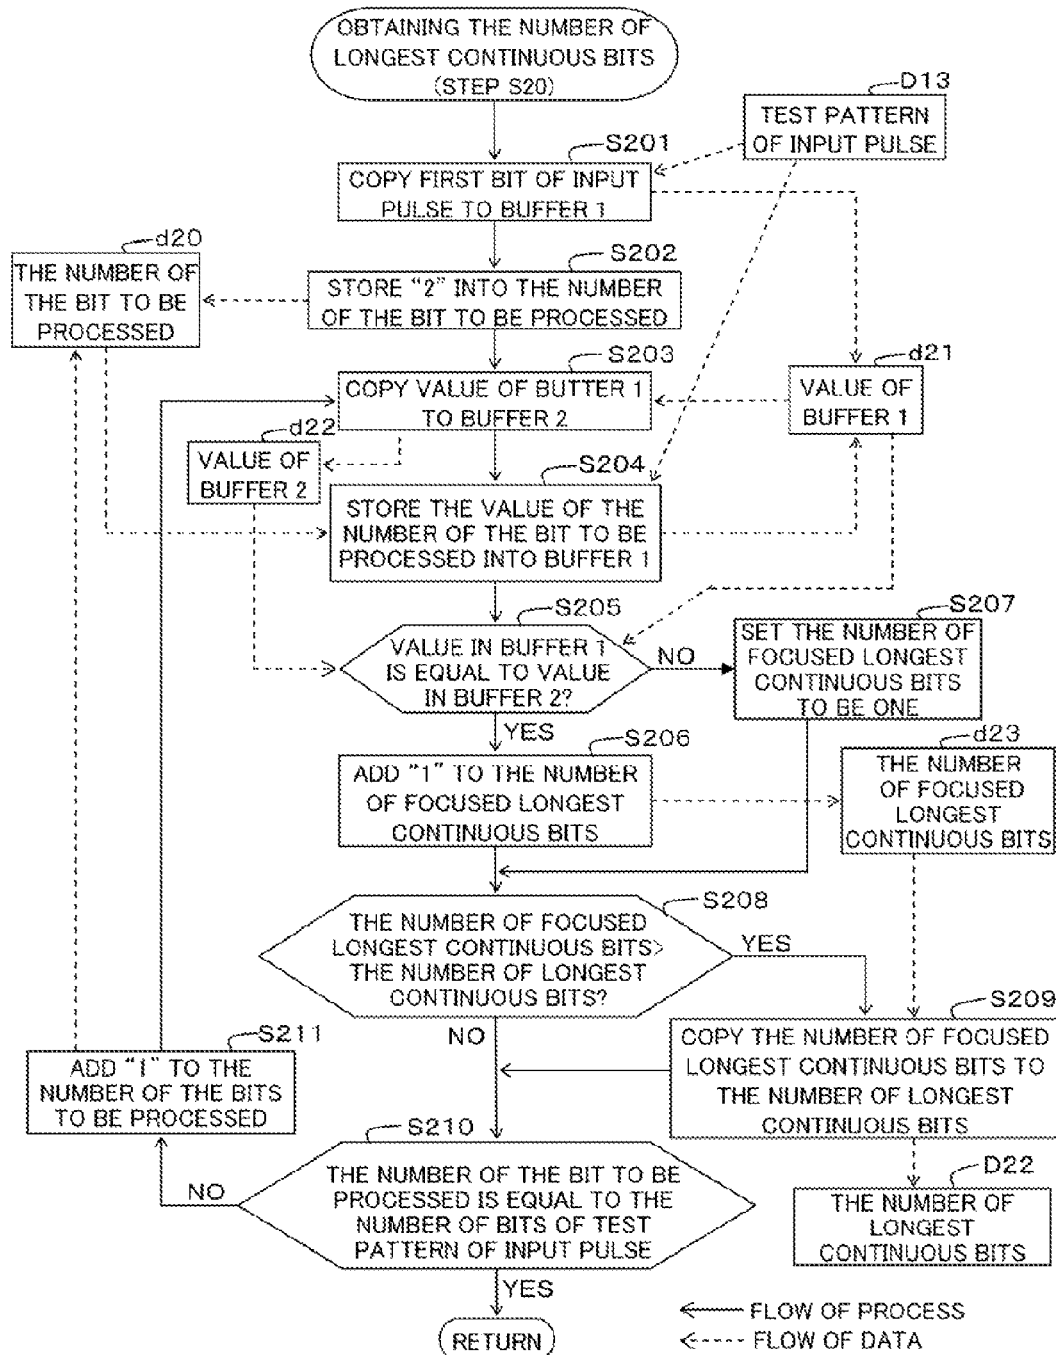 OBTAINING THE NUMBER OF
LONGEST CONTINUOUS BITS
(STEP S20)
D13
TEST PATTERN
OF INPUT PULSE
S201
COPY FIRST BIT OF INPUT
PULSE TO BUFFER 1
d20
THE NUMBER OF
THE BIT TO BE
PROCESSED
S202
STORE "2" INTO THE NUMBER
OF THE BIT TO BE PROCESSED
S203
COPY VALUE OF BUTTER 1
TO BUFFER 2
d21
VALUE OF
BUFFER 1
d22
VALUE OF
BUFFER 2
S204
STORE THE VALUE OF THE
NUMBER OF THE BIT TO BE
PROCESSED INTO BUFFER 1
S205
VALUE IN BUFFER 1
IS EQUAL TO VALUE
IN BUFFER 2?
NO
YES
S207
SET THE NUMBER OF
FOCUSED LONGEST
CONTINUOUS BITS
TO BE ONE
S206
ADD "1" TO THE NUMBER
OF FOCUSED LONGEST
CONTINUOUS BITS
d23
THE NUMBER
OF FOCUSED
LONGEST
CONTINUOUS BITS
S208
THE NUMBER OF FOCUSED
LONGEST CONTINUOUS BITS>
THE NUMBER OF LONGEST
CONTINUOUS BITS?
YES
NO
S209
COPY THE NUMBER OF FOCUSED
LONGEST CONTINUOUS BITS TO
THE NUMBER OF LONGEST
CONTINUOUS BITS
S211
ADD "1" TO THE
NUMBER OF THE BITS
TO BE PROCESSED
S210
THE NUMBER OF THE BIT TO BE
PROCESSED IS EQUAL TO THE
NUMBER OF BITS OF TEST
PATTERN OF INPUT PULSE
NO
YES
D22
THE NUMBER OF
LONGEST
CONTINUOUS BITS
RETURN
FLOW OF PROCESS
FLOW OF DATA